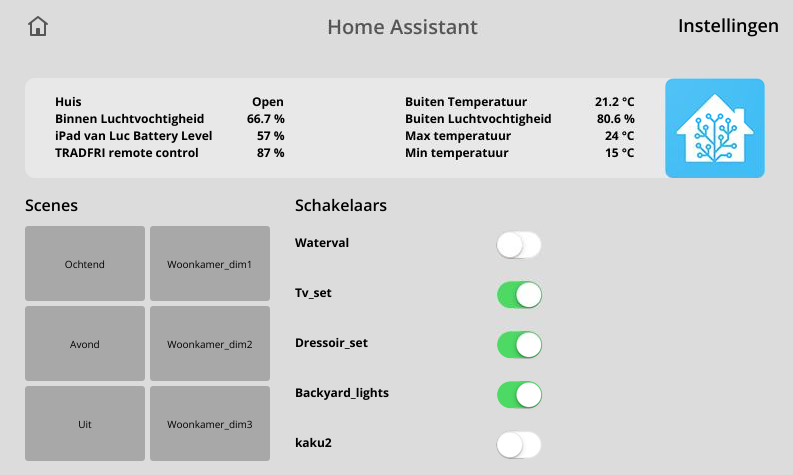 Home Assistant
Instellingen
Huis Open
Binnen Luchtvochtigheid 66.7 %
iPad van Luc Battery Level 57 %
TRADFRI remote control 87 %
Buiten Temperatuur 21.2 °C
Buiten Luchtvochtigheid 80.6 %
Max temperatuur 24 °C
Min temperatuur 15 °C
Scenes
Ochtend
Woonkamer_dim1
Avond
Woonkamer_dim2
Uit
Woonkamer_dim3
Schakelaars
Waterval
Tv_set
Dressoir_set
Backyard_lights
kaku2